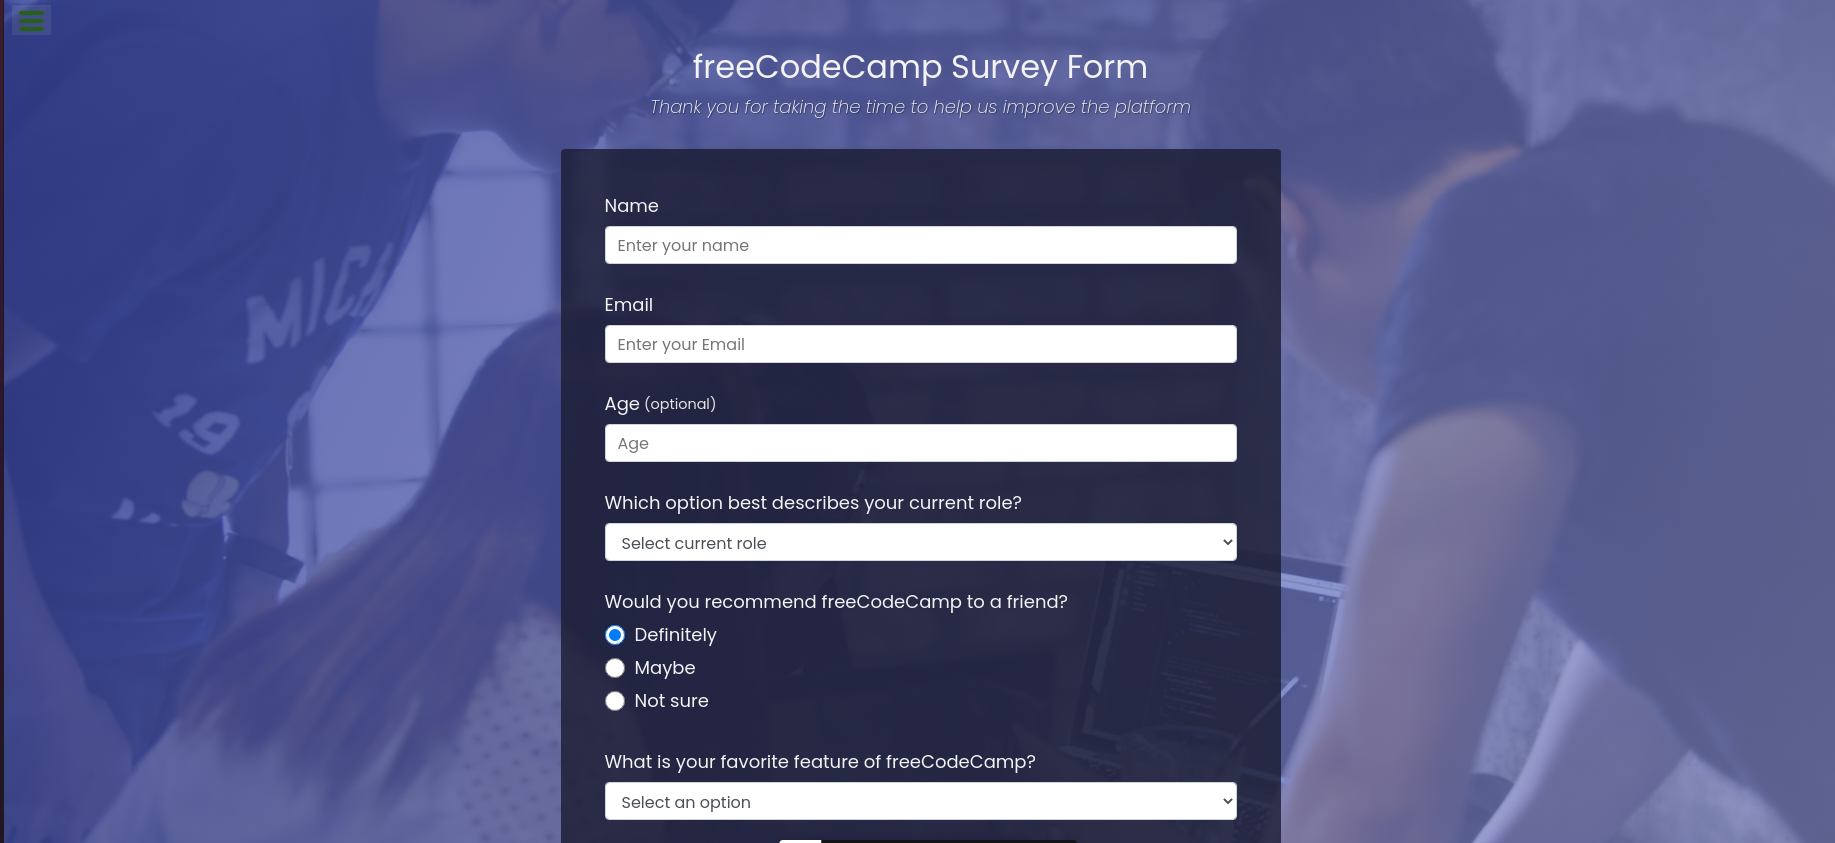 freeCodeCamp Survey Form
Thank you for taking the time to help us improve the platform
Name
Enter your name
Email
Enter your Email
Age (optional)
Age
Which option best describes your current role?
Select current role
Would you recommend freeCodeCamp to a friend?
Definitely
Maybe
Not sure
What is your favorite feature of freeCodeCamp?
Select an option
MICH
19